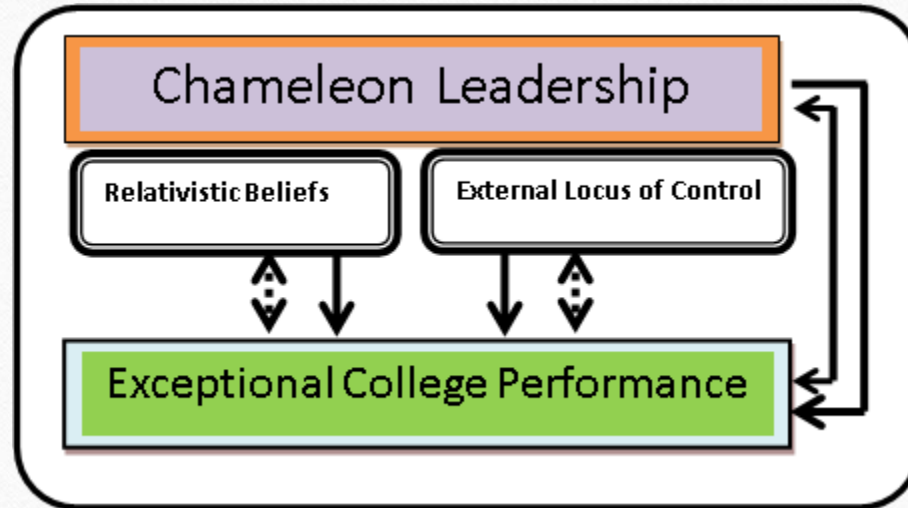 Chameleon Leadership
Relativistic Beliefs
External Locus of Control
Exceptional College Performance